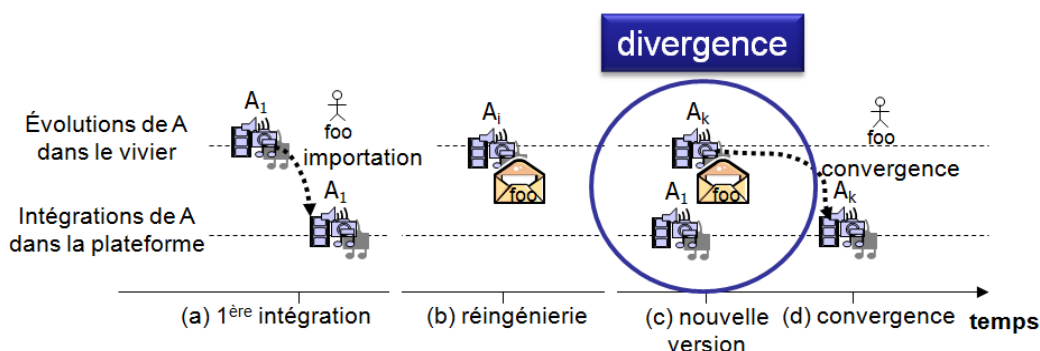 divergence
A1
Ai
Ak
Évolutions de A
dans le vivier
foo
importation
foo
foo
foo
convergence
A1
A1
Ak
Intégrations de A
dans la plateforme
(a) 1ère intégration
(b) réingénierie
(c) nouvelle
version
(d) convergence
temps